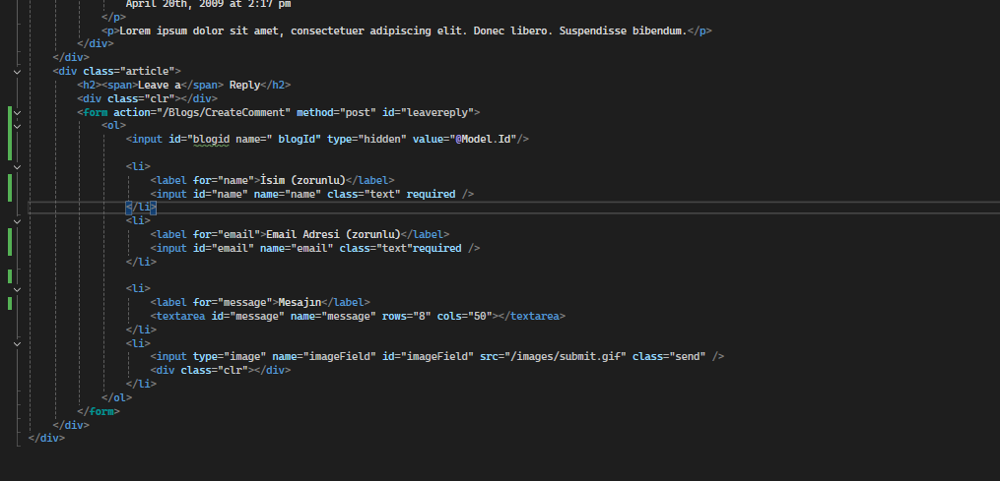 April 20th, 2009 at 2:17 pm
</p>
<p>Lorem ipsum dolor sit amet, consectetuer adipiscing elit. Donec libero. Suspendisse bibendum.</p>
</div>
</div>
<div class="article">
<h2><span>Leave a</span> Reply</h2>
<div class="clr"></div>
<form action="/Blogs/CreateComment" method="post" id="leavereply">
<ol>
<input id="blogid name=" blogId" type="hidden" value="@Model.Id"/>
<li>
<label for="name">İsim (zorunlu)</label>
<input id="name" name="name" class="text" required />
</li>
<li>
<label for="email">Email Adresi (zorunlu)</label>
<input id="email" name="email" class="text"required />
</li>
<li>
<label for="message">Mesajın</label>
<textarea id="message" name="message" rows="8" cols="50"></textarea>
</li>
<li>
<input type="image" name="imageField" id="imageField" src="/images/submit.gif" class="send" />
<div class="clr"></div>
</li>
</ol>
</form>
</div>
</div>